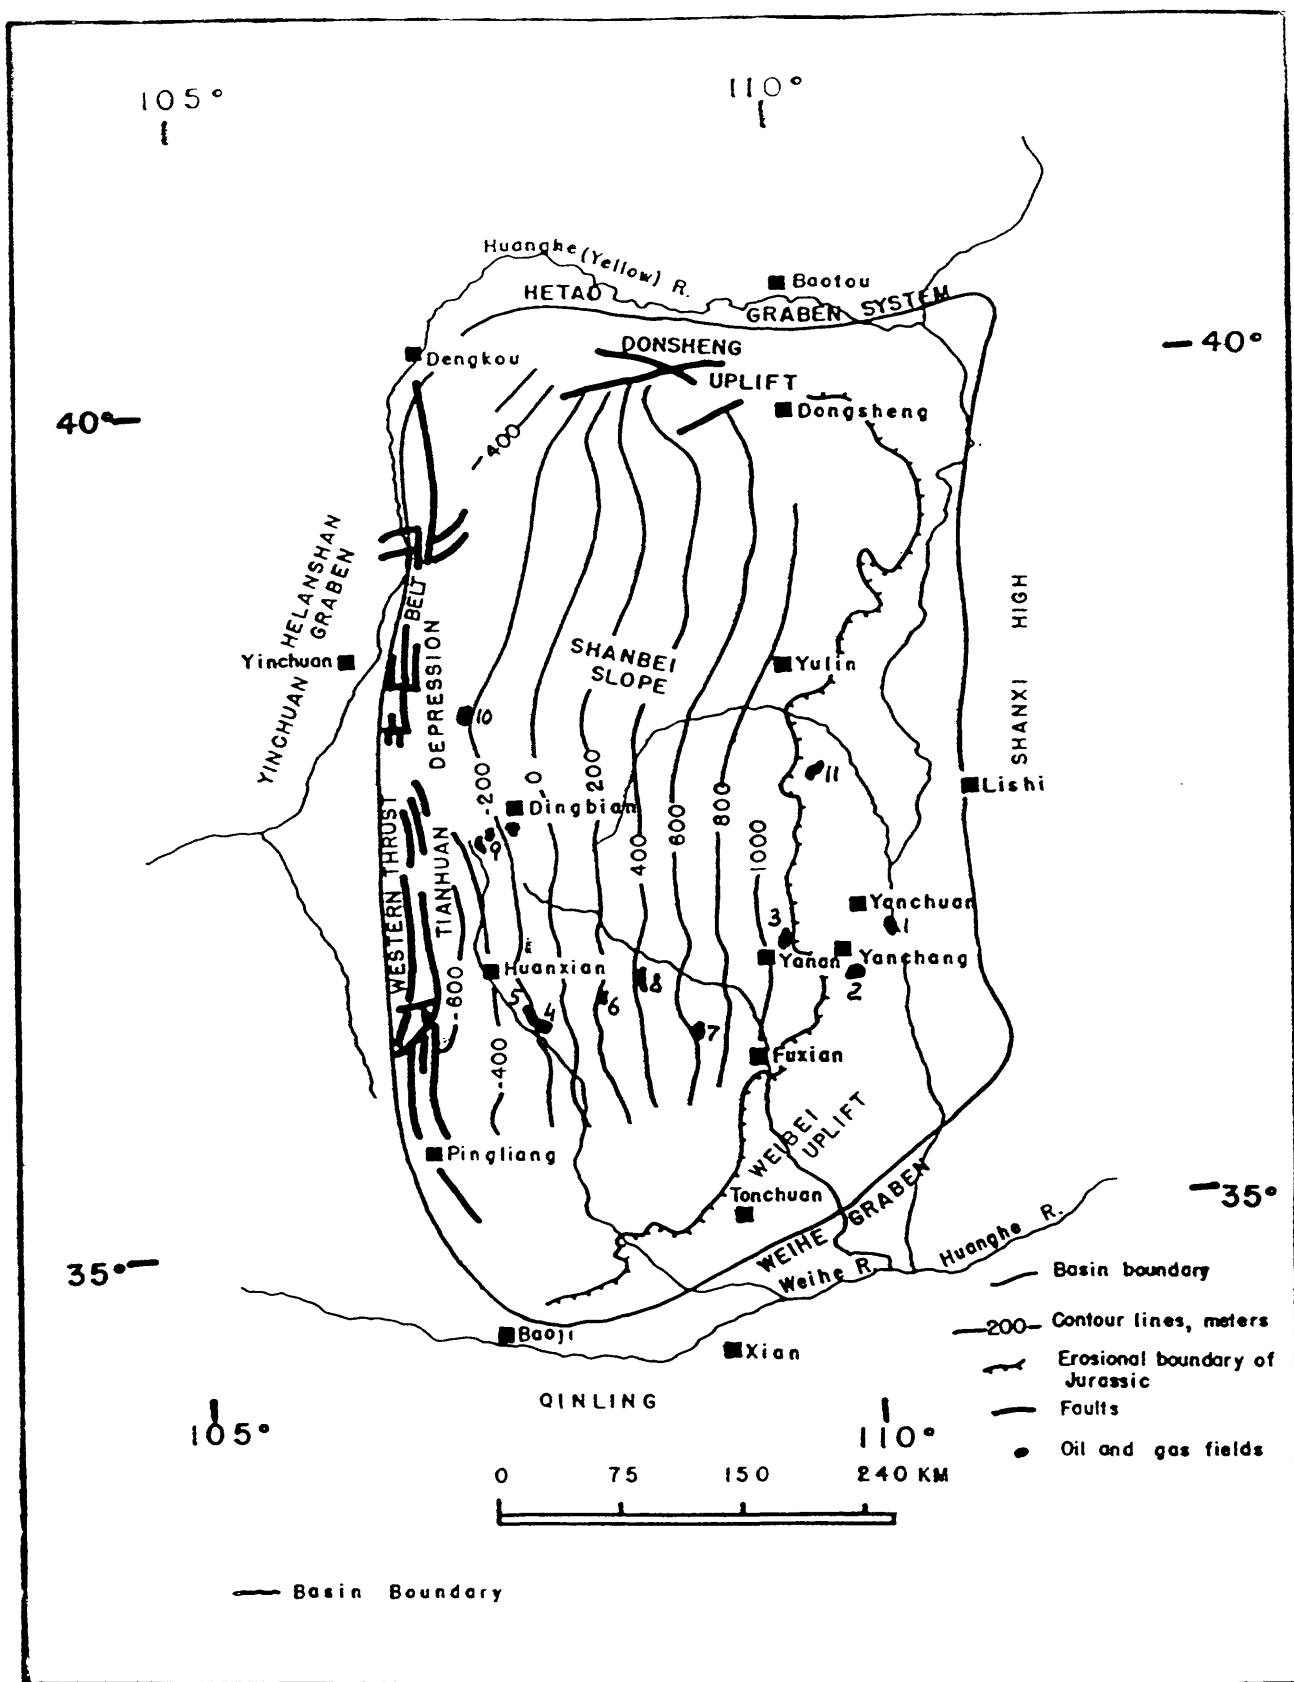 105°
110°
Huanghe (Yellow) R.
Baotou
HETAO
GRABEN SYSTEM
DONSHENG
UPLIFT
40°
Dengkou
Dongsheng
40°
-400
HELANSHAN
GRABEN
YINCHUAN
BELT
DEPRESSION
SHANXI HIGH
SHANBEI
SLOPE
Yinchuan
Yulin
10
11
Lishi
-200
0
200
400
600
800
1000
Dingbian
9
WESTERN THRUST
TIANHUAN
Yanchuan
1
3
Yanan
Yanchang
2
Huanxian
-600
5
4
6
8
7
-400
Fuxian
WEIBEI
UPLIFT
Pingliang
Tonchuan
35°
WEIHE GRABEN
Weihe R.
Huanghe R.
35°
Basin boundary
-200- Contour lines, meters
Erosional boundary of
Jurassic
Faults
Oil and gas fields
Baoji
Xian
QINLING
105°
110°
0 75 150 240 KM
Basin Boundary